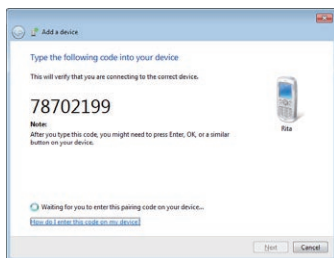 Add a device
Type the following code into your device
This will verify that you are connecting to the correct device.
78702199
Note:
After you type this code, you might need to press Enter, OK, or a similar
button on your device.
Rita
Waiting for you to enter this pairing code on your device...
How do I enter this code on my device?
Next
Cancel